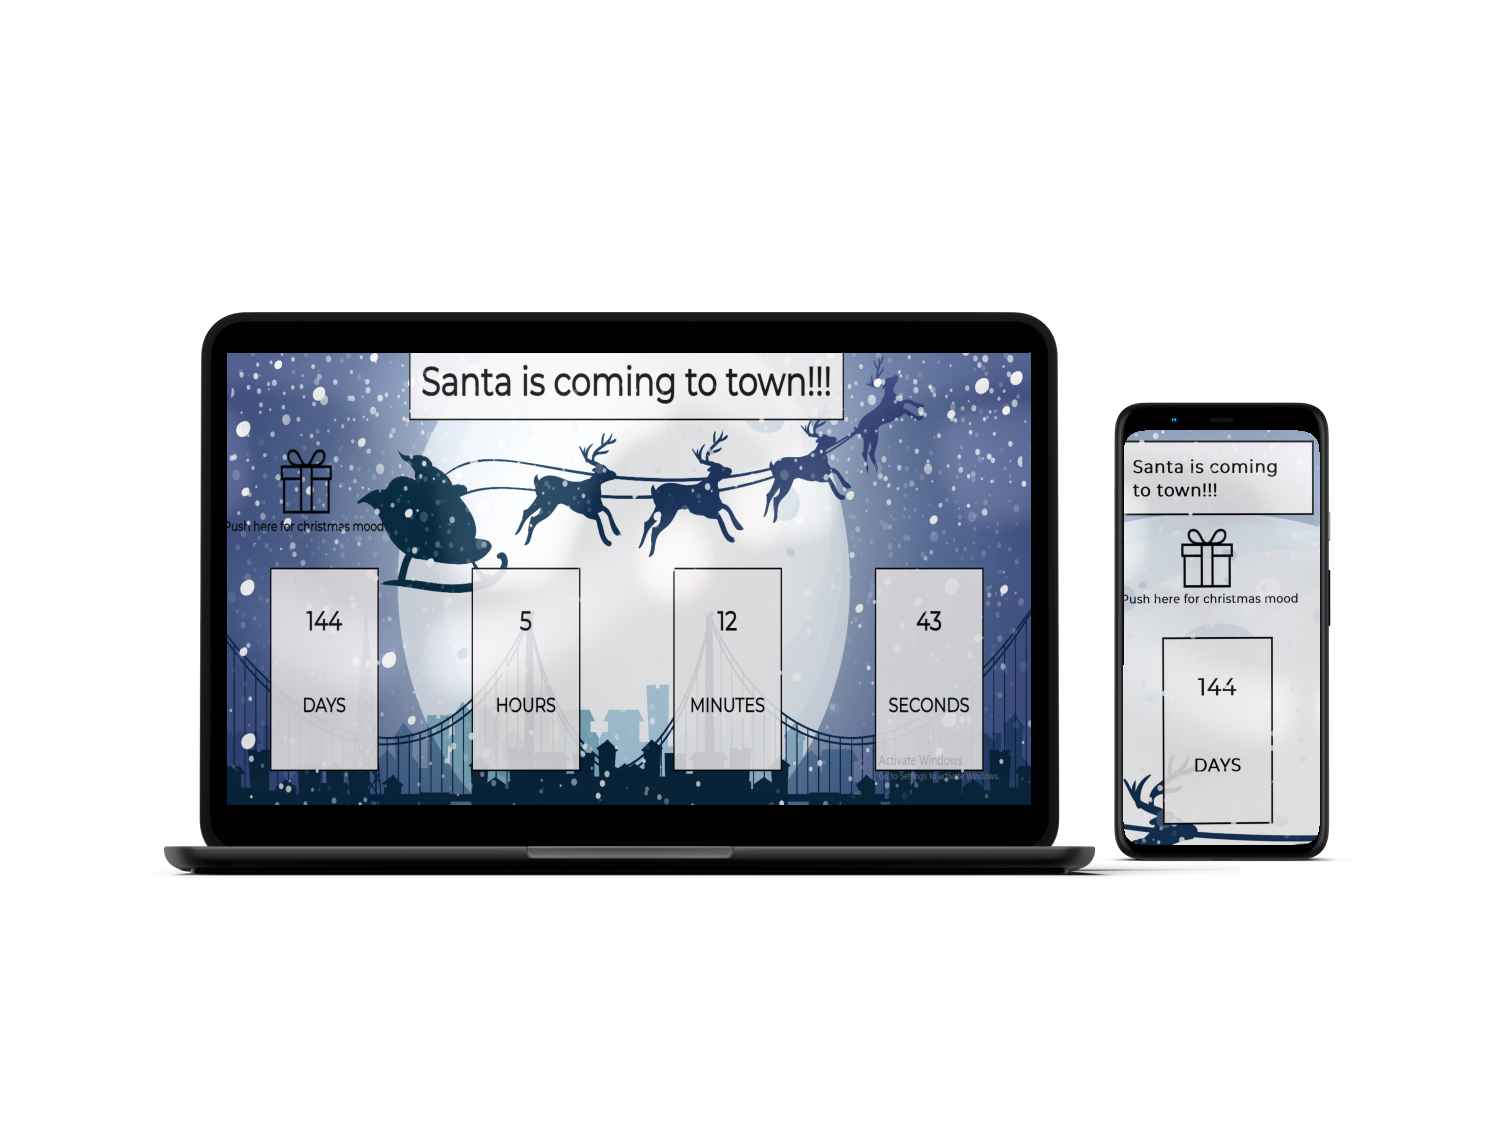 Santa is coming to town!!!
Push here for christmas mood
144
5
12
43
DAYS
HOURS
MINUTES
SECONDS
Activate Windows
Go to Settings to activate Windows.
Santa is coming
to town!!!
Push here for christmas mood
144
DAYS